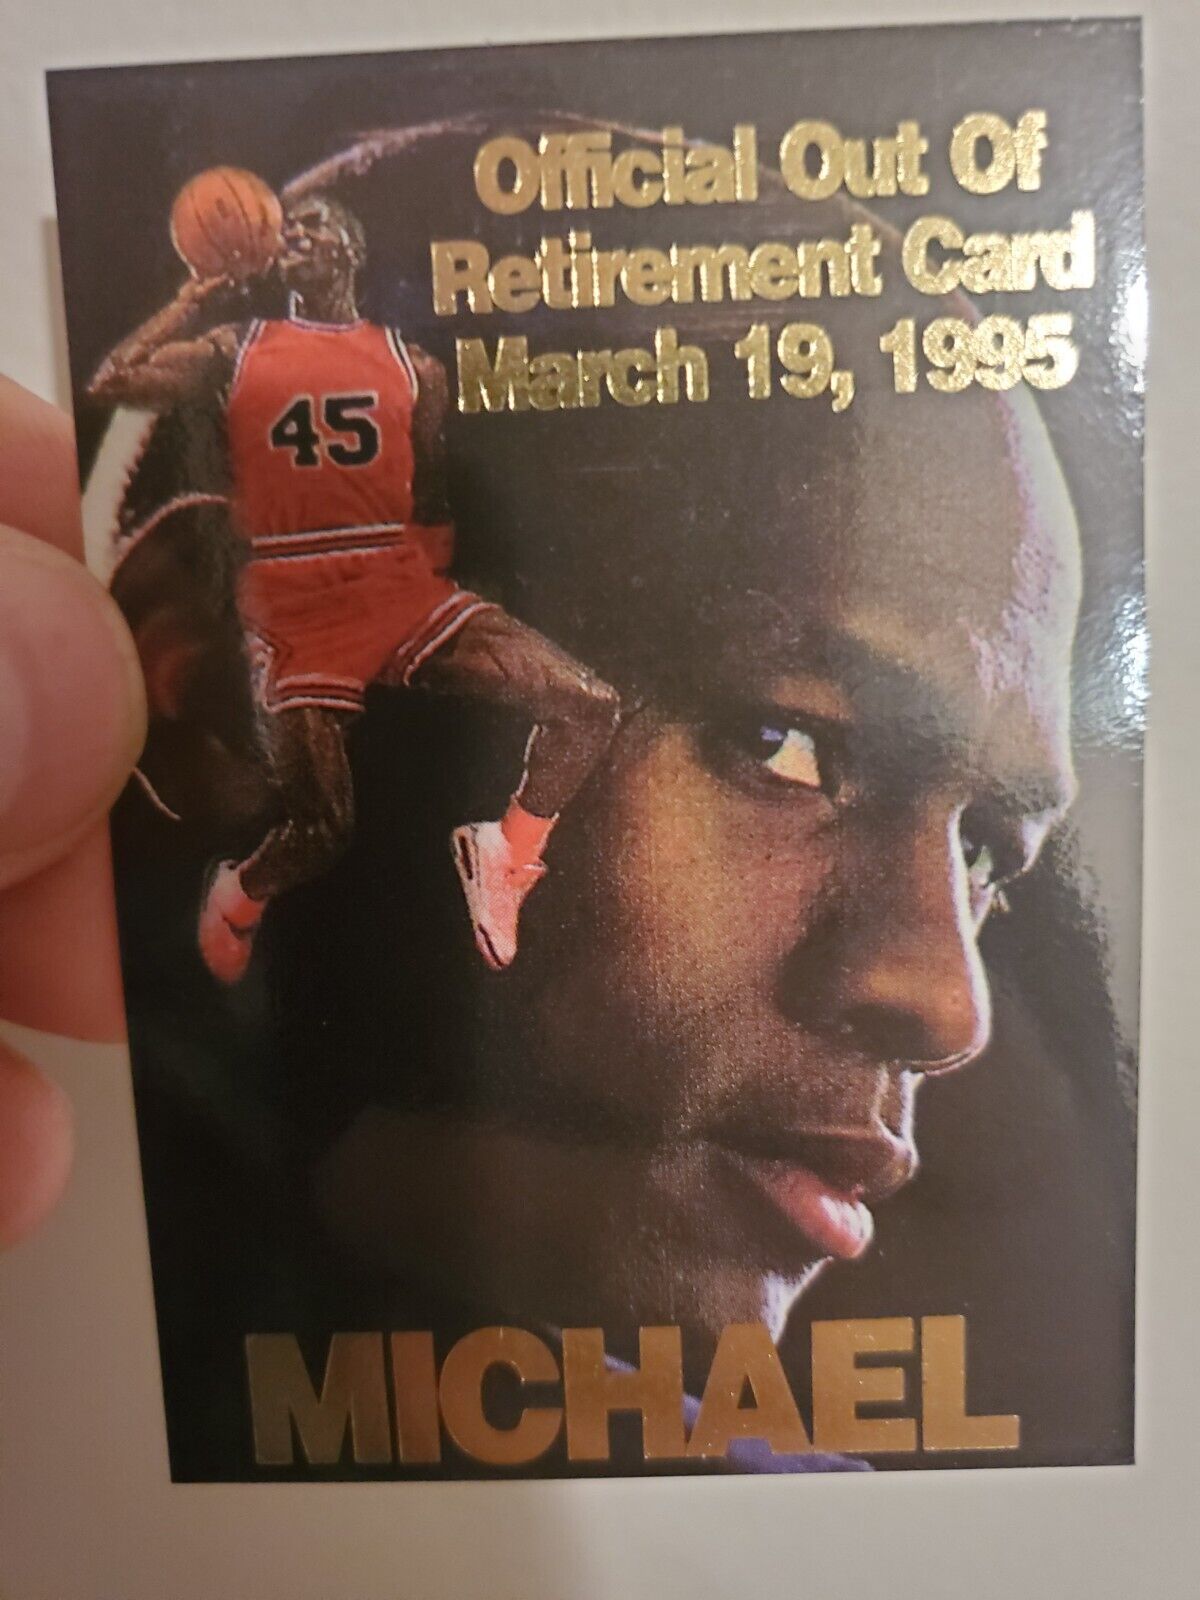 Official Out Of
Retirement Card
March 19, 1995
45
MICHAEL